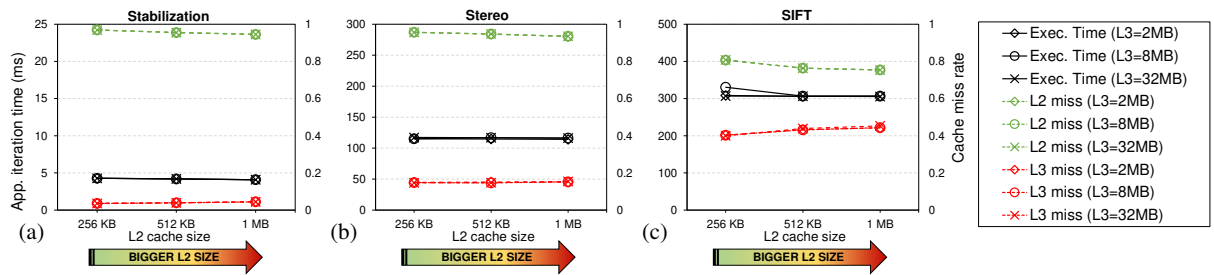 Stabilization
App. iteration time (ms)
25
20
15
10
5
0
1
0.8
0.6
0.4
0.2
0
256 KB 512 KB 1 MB
L2 cache size
(a)
BIGGER L2 SIZE
Stereo
300
250
200
150
100
50
0
1
0.8
0.6
0.4
0.2
0
256 KB 512 KB 1 MB
L2 cache size
(b)
BIGGER L2 SIZE
SIFT
500
400
300
200
100
0
1
0.8
0.6
0.4
0.2
0
Cache miss rate
256 KB 512 KB 1 MB
L2 cache size
(c)
BIGGER L2 SIZE
Exec. Time (L3=2MB)
Exec. Time (L3=8MB)
Exec. Time (L3=32MB)
L2 miss (L3=2MB)
L2 miss (L3=8MB)
L2 miss (L3=32MB)
L3 miss (L3=2MB)
L3 miss (L3=8MB)
L3 miss (L3=32MB)